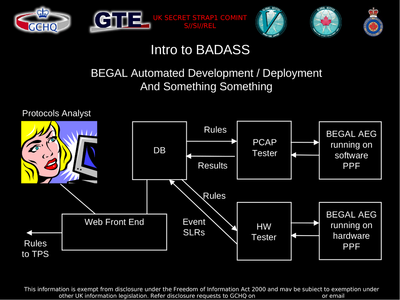 GCHQ
GTE
UK SECRET STRAP1 COMINT
S//SI//REL
Intro to BADASS
BEGAL Automated Development / Deployment
And Something Something
Protocols Analyst
DB
Rules
Results
PCAP
Tester
BEGAL AEG
running on
software
PPF
Rules
Event
SLRs
HW
Tester
BEGAL AEG
running on
hardware
PPF
Web Front End
Rules
to TPS
This information is exempt from disclosure under the Freedom of Information Act 2000 and may be subject to exemption under
other UK information legislation. Refer disclosure requests to GCHQ on or email